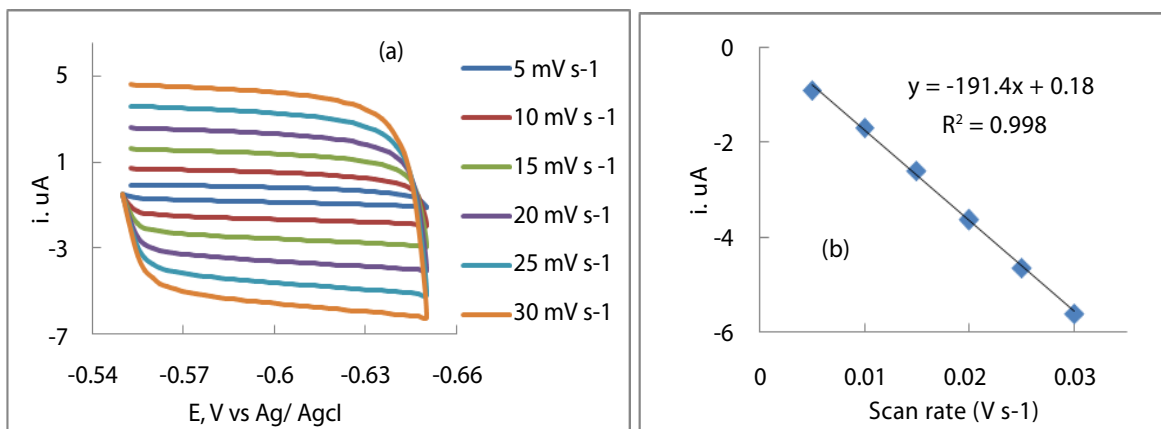 (a)
5
1
-3
-7
i. uA
-0.54 -0.57 -0.6 -0.63 -0.66
E, V vs Ag/ Agcl
5 mV s-1
10 mV s -1
15 mV s -1
20 mV s-1
25 mV s-1
30 mV s-1
0
-2
-4
-6
i. uA
y = -191.4x + 0.18
R² = 0.998
(b)
0 0.01 0.02 0.03
Scan rate (V s-1)